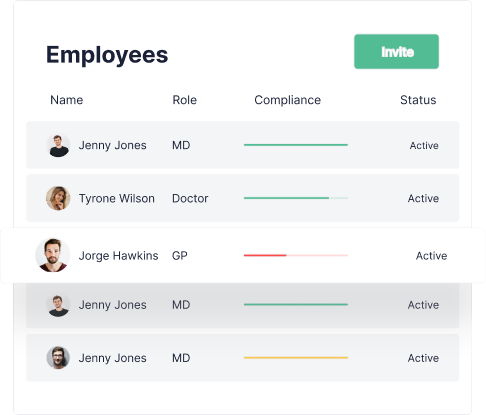 Employees
Invite
Name Role Compliance Status
Jenny Jones MD Active
Tyrone Wilson Doctor Active
Jorge Hawkins GP Active
Jenny Jones MD Active
Jenny Jones MD Active